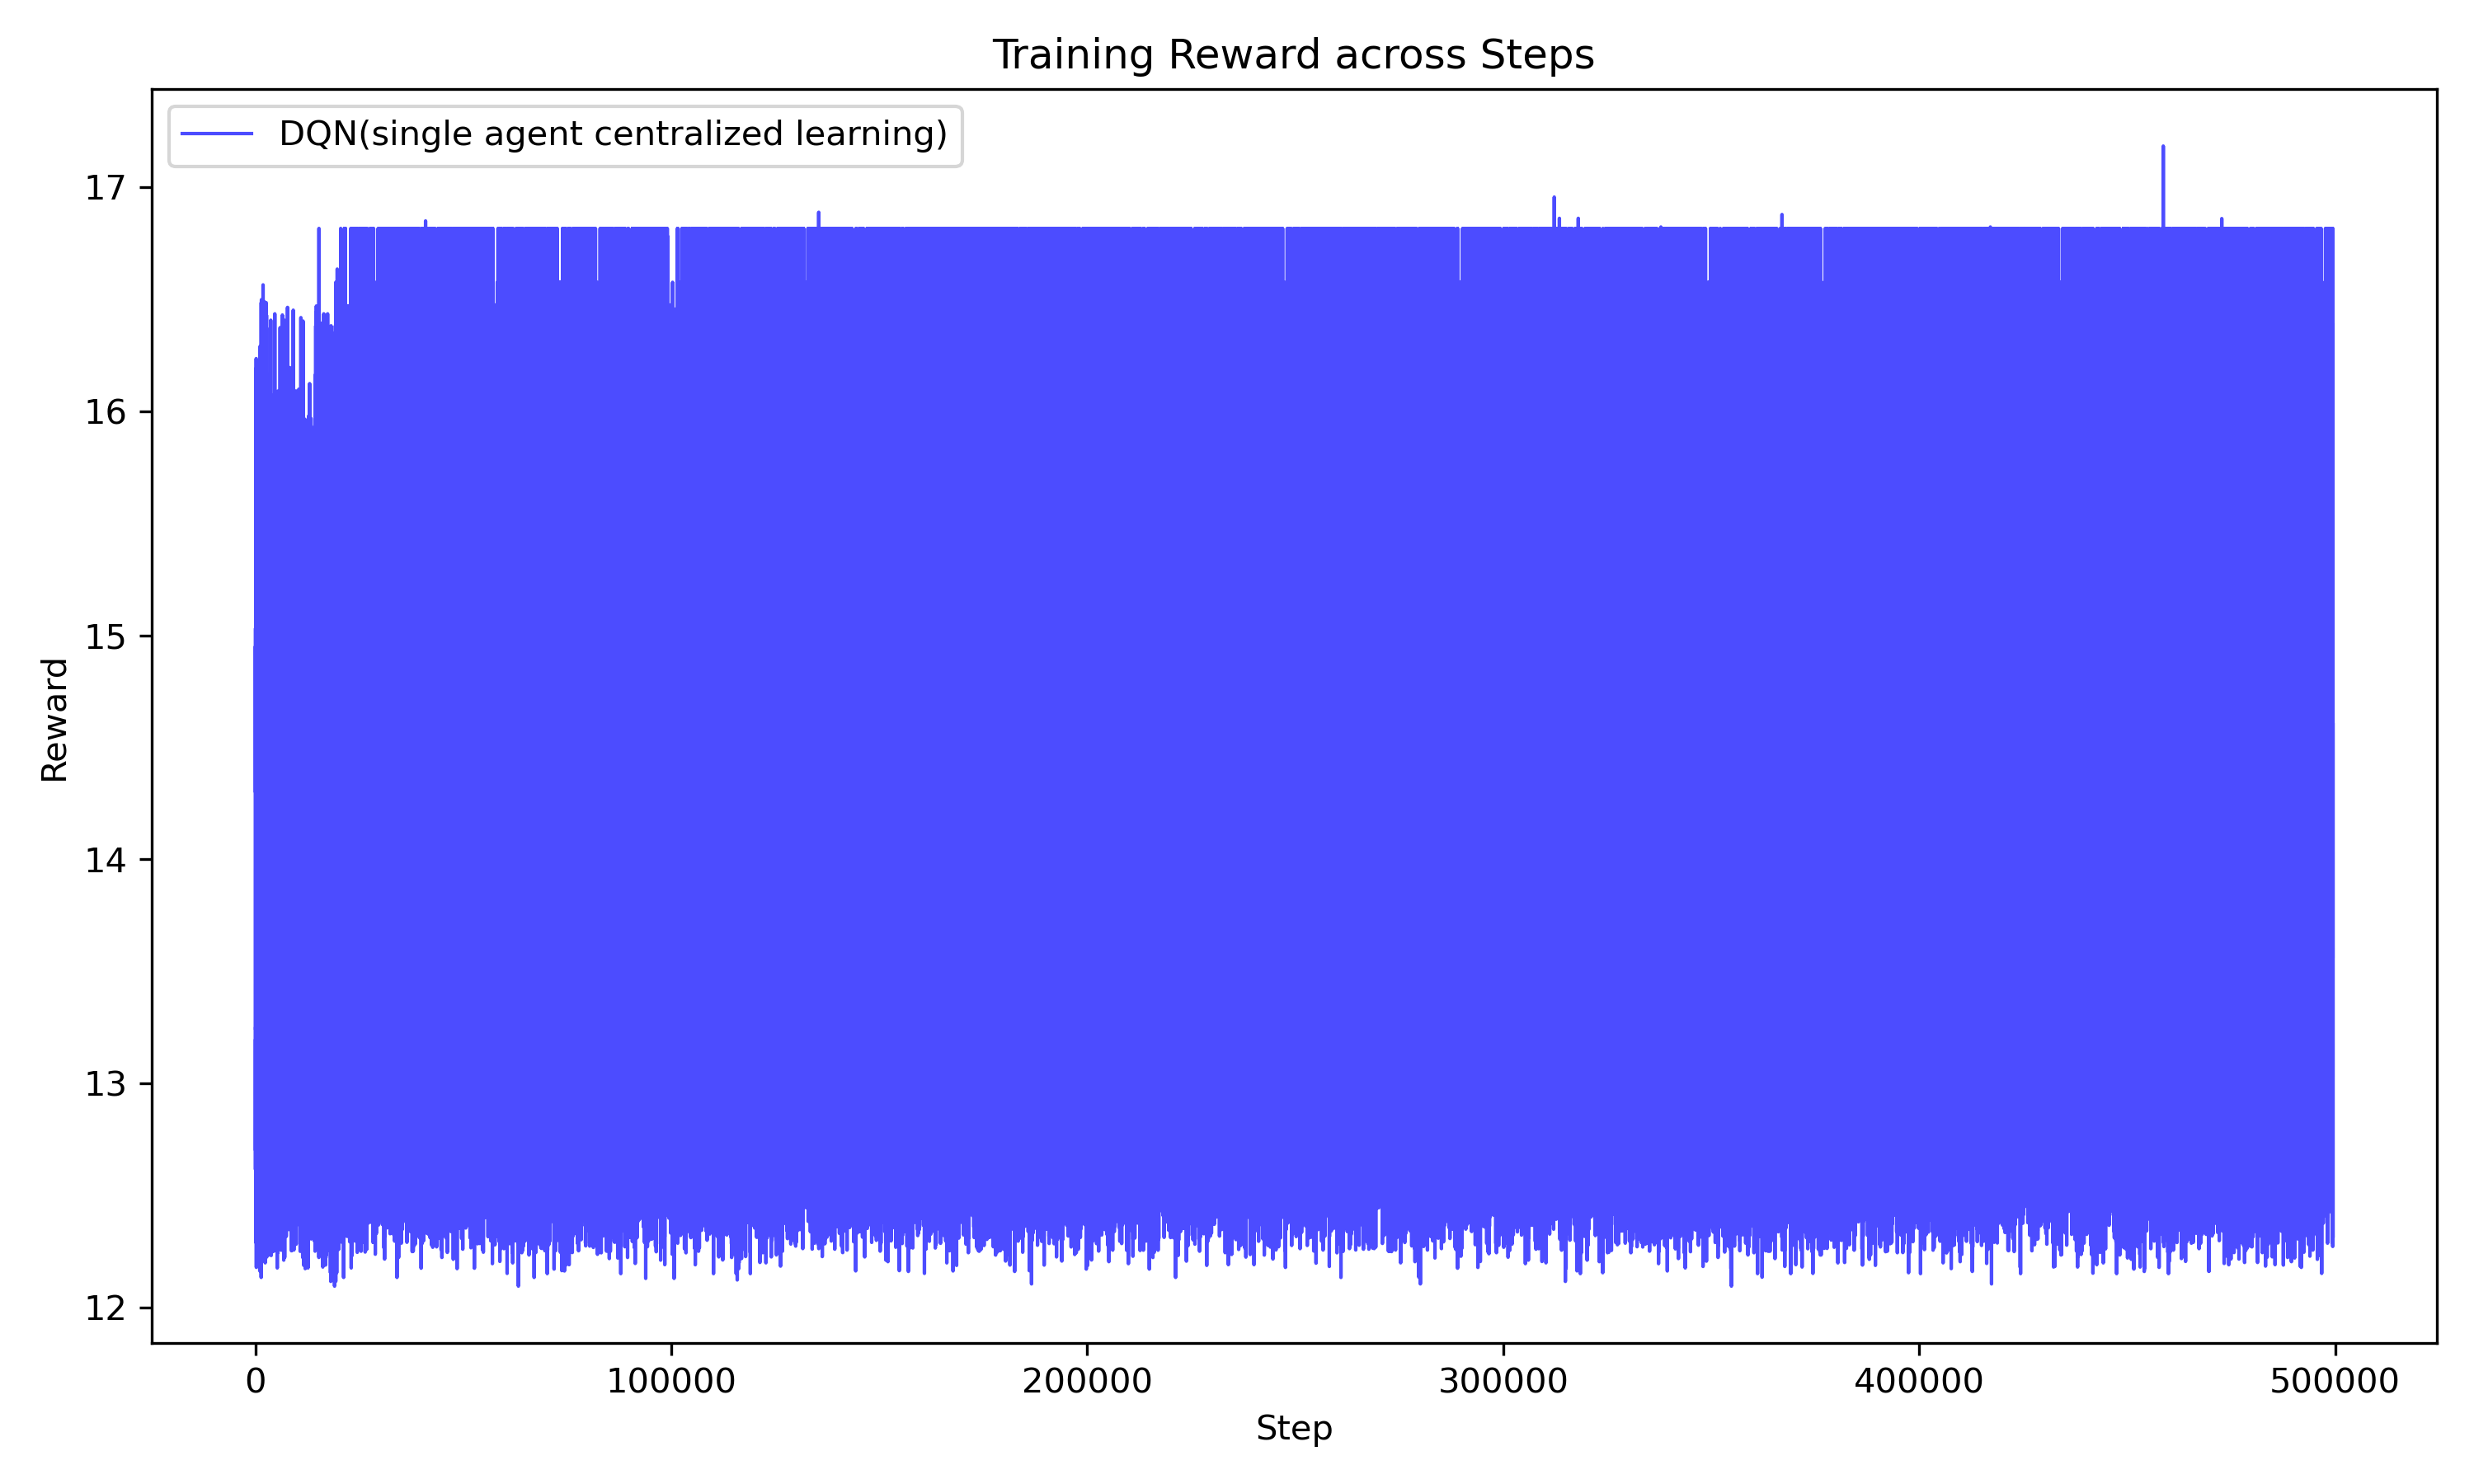 Training Reward across Steps
DQN(single agent centralized learning)
17
16
15
14
13
12
Reward
0 100000 200000 300000 400000 500000
Step